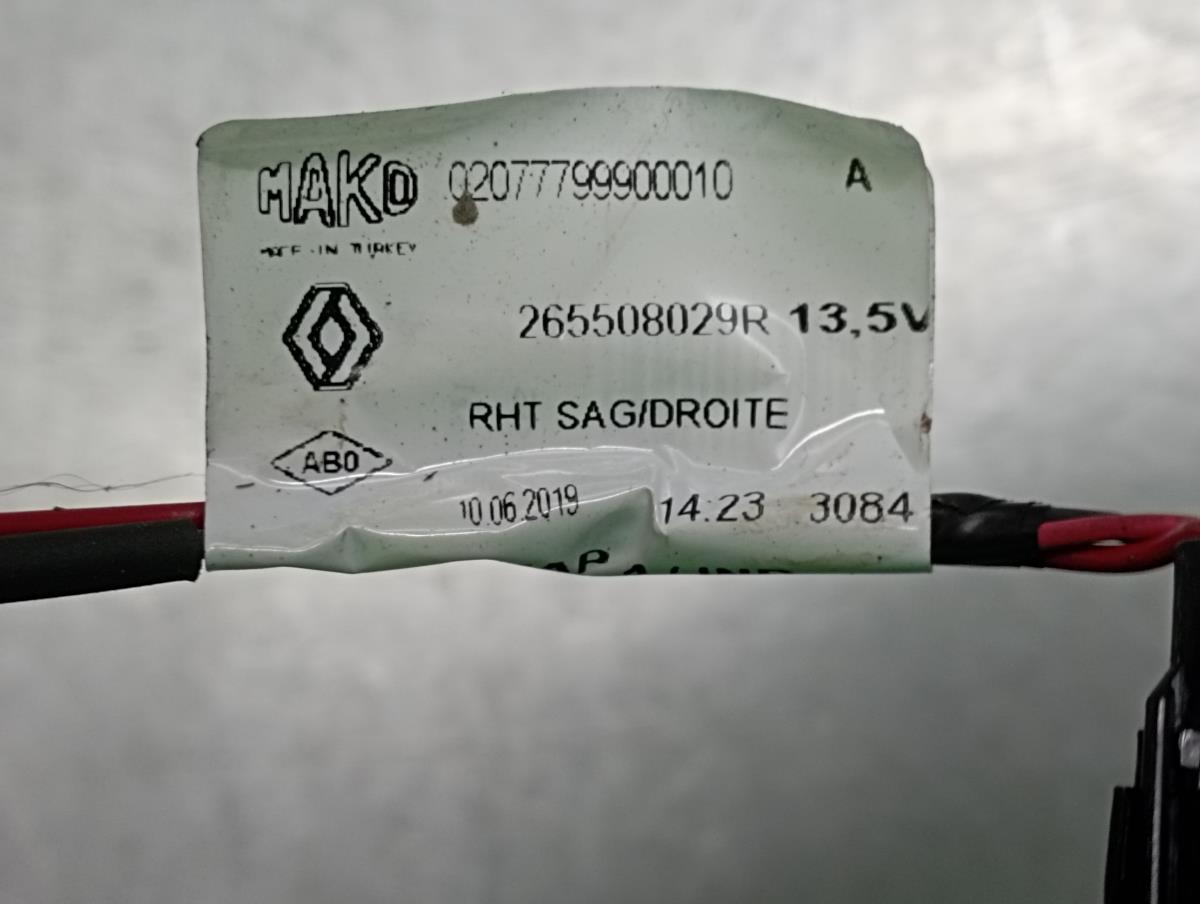 MAKO 02077799900010 A
MADE IN TURKEY
265508029R 13,5V
RHT SAG/DROITE
ABO
10.06.2019 14:23 3084